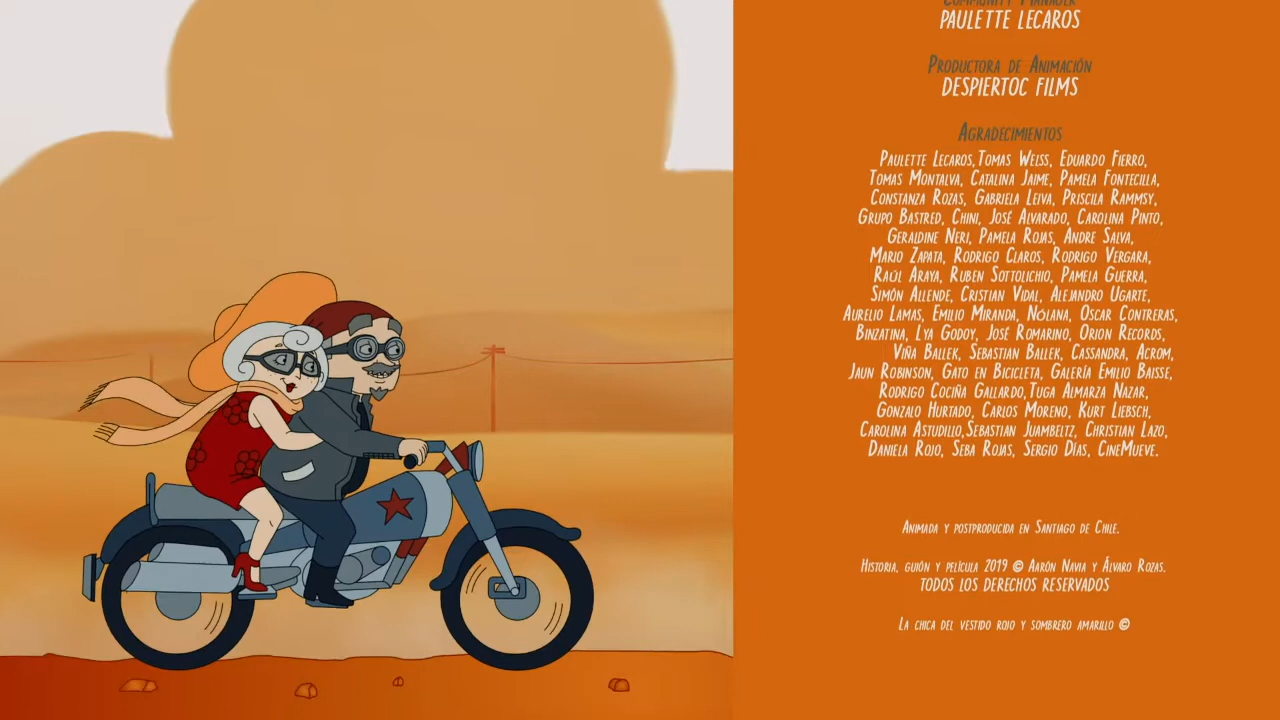 COMMUNITY MANAGER
PAULETTE LECAROS
PRODUCTORA DE ANIMACIÓN
DESPIERTOC FILMS
AGRADECIMIENTOS
PAULETTE LECAROS,TOMAS WEISS, EDUARDO FIERRO,
TOMAS MONTALVA, CATALINA JAIME, PAMELA FONTECILLA,
CONSTANZA ROZAS, GABRIELA LEIVA, PRISCILA RAMMSY,
GRUPO BASTRED, CHINI, JOSÉ ALVARADO, CAROLINA PINTO,
GERALDINE NERI, PAMELA ROJAS, ANDRE SALVA,
MARIO ZAPATA, RODRIGO CLAROS, RODRIGO VERGARA,
RAÚL ARAYA, RUBEN SOTTOLICHIO, PAMELA GUERRA,
SIMÓN ALLENDE, CRISTIAN VIDAL, ALEJANDRO UGARTE,
AURELIO LAMAS, EMILIO MIRANDA, NÓLANA, OSCAR CONTRERAS,
BINZATINA, LYA GODOY, JOSÉ ROMARINO, ORION RECORDS,
VIÑA BALLEK, SEBASTIAN BALLEK, CASSANDRA, ACROM,
JAUN ROBINSON, GATO EN BICICLETA, GALERÍA EMILIO BAISSE,
RODRIGO COCIÑA GALLARDO,TUGA ALMARZA NAZAR,
GONZALO HURTADO, CARLOS MORENO, KURT LIEBSCH,
CAROLINA ASTUDILLO,SEBASTIAN JUAMBELTZ, CHRISTIAN LAZO,
DANIELA ROJO, SEBA ROJAS, SERGIO DÍAS, CINEMUEVE.
ANIMADA Y POSTPRODUCIDA EN SANTIAGO DE CHILE.
HISTORIA, GUIÓN Y PELÍCULA 2019 © AARÓN NAVIA Y ÁLVARO ROZAS.
TODOS LOS DERECHOS RESERVADOS
LA CHICA DEL VESTIDO ROJO Y SOMBRERO AMARILLO ©